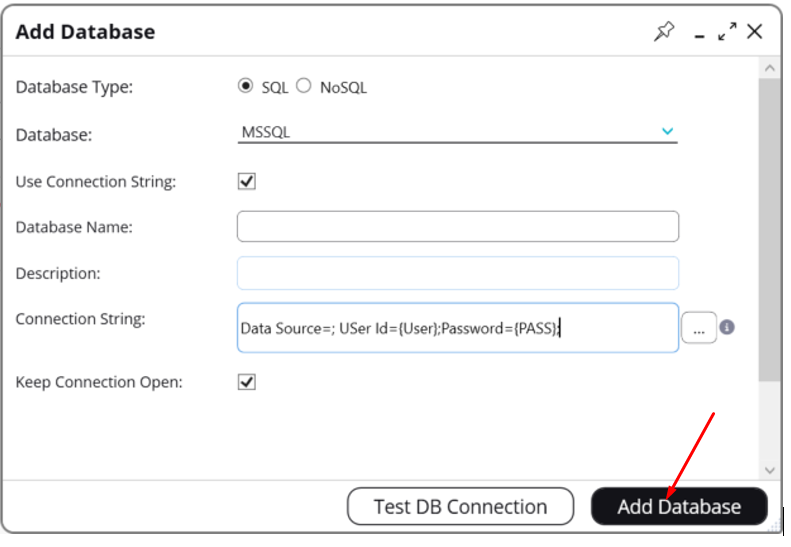 Add Database
Database Type: SQL NoSQL
Database: MSSQL
Use Connection String:
Database Name:
Description:
Connection String: Data Source=; USer Id={User};Password={PASS}; ...
Keep Connection Open:
Test DB Connection Add Database